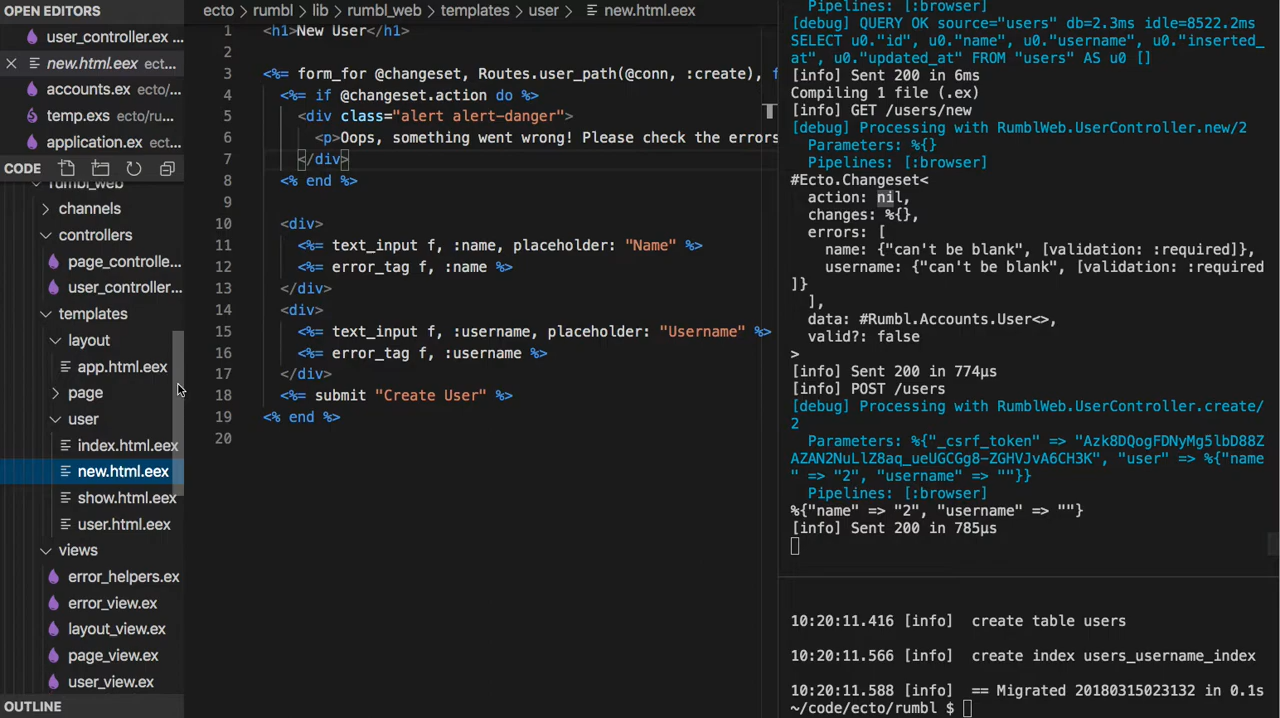 OPEN EDITORS
user_controller.ex ...
new.html.eex ect...
accounts.ex ecto/...
temp.exs ecto/ru...
application.ex ect...
CODE
rumbl_web
channels
controllers
page_controlle...
user_controller...
templates
layout
app.html.eex
page
user
index.html.eex
new.html.eex
show.html.eex
user.html.eex
views
error_helpers.ex
error_view.ex
layout_view.ex
page_view.ex
user_view.ex
OUTLINE
ecto > rumbl > lib > rumbl_web > templates > user > new.html.eex
1 <h1>New User</h1>
2
3 <%= form_for @changeset, Routes.user_path(@conn, :create), f
4 <%= if @changeset.action do %>
5 <div class="alert alert-danger">
6 <p>Oops, something went wrong! Please check the errors
7 </div>
8 <% end %>
9
10 <div>
11 <%= text_input f, :name, placeholder: "Name" %>
12 <%= error_tag f, :name %>
13 </div>
14 <div>
15 <%= text_input f, :username, placeholder: "Username" %>
16 <%= error_tag f, :username %>
17 </div>
18 <%= submit "Create User" %>
19 <% end %>
20
Pipelines: [:browser]
[debug] QUERY OK source="users" db=2.3ms idle=8522.2ms
SELECT u0."id", u0."name", u0."username", u0."inserted_
at", u0."updated_at" FROM "users" AS u0 []
[info] Sent 200 in 6ms
Compiling 1 file (.ex)
[info] GET /users/new
[debug] Processing with RumblWeb.UserController.new/2
Parameters: %{}
Pipelines: [:browser]
#Ecto.Changeset<
action: nil,
changes: %{},
errors: [
name: {"can't be blank", [validation: :required]},
username: {"can't be blank", [validation: :required
]}
],
data: #Rumbl.Accounts.User<>,
valid?: false
>
[info] Sent 200 in 774µs
[info] POST /users
[debug] Processing with RumblWeb.UserController.create/
2
Parameters: %{"_csrf_token" => "Azk8DQogFDNyMg5lbD88Z
AZAN2NuLlZ8aq_ueUGCGg8-ZGHVJvA6CH3K", "user" => %{"name
" => "2", "username" => ""}}
Pipelines: [:browser]
%{"name" => "2", "username" => ""}
[info] Sent 200 in 785µs
10:20:11.416 [info] create table users
10:20:11.566 [info] create index users_username_index
10:20:11.588 [info] == Migrated 20180315023132 in 0.1s
~/code/ecto/rumbl $